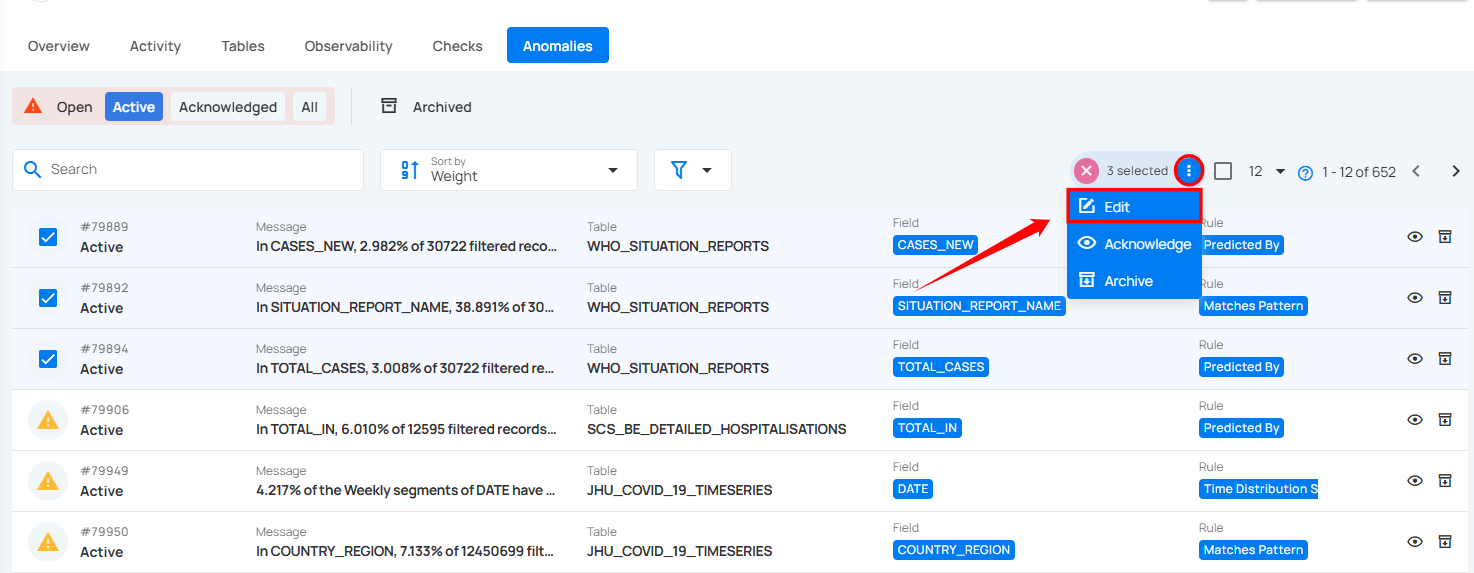 Overview Activity Tables Observability Checks Anomalies
Open Active Acknowledged All Archived
Search Sort by Weight 3 selected 12 1 - 12 of 652
Edit
Acknowledge
Archive
#79889 Message Table Field Rule
Active In CASES_NEW, 2.982% of 30722 filtered reco... WHO_SITUATION_REPORTS CASES_NEW Predicted By
#79892 Message Table Field Rule
Active In SITUATION_REPORT_NAME, 38.891% of 30... WHO_SITUATION_REPORTS SITUATION_REPORT_NAME Matches Pattern
#79894 Message Table Field Rule
Active In TOTAL_CASES, 3.008% of 30722 filtered re... WHO_SITUATION_REPORTS TOTAL_CASES Predicted By
#79906 Message Table Field Rule
Active In TOTAL_IN, 6.010% of 12595 filtered records... SCS_BE_DETAILED_HOSPITALISATIONS TOTAL_IN Predicted By
#79949 Message Table Field Rule
Active 4.217% of the Weekly segments of DATE have ... JHU_COVID_19_TIMESERIES DATE Time Distribution S
#79950 Message Table Field Rule
Active In COUNTRY_REGION, 7.133% of 12450699 filt... JHU_COVID_19_TIMESERIES COUNTRY_REGION Matches Pattern